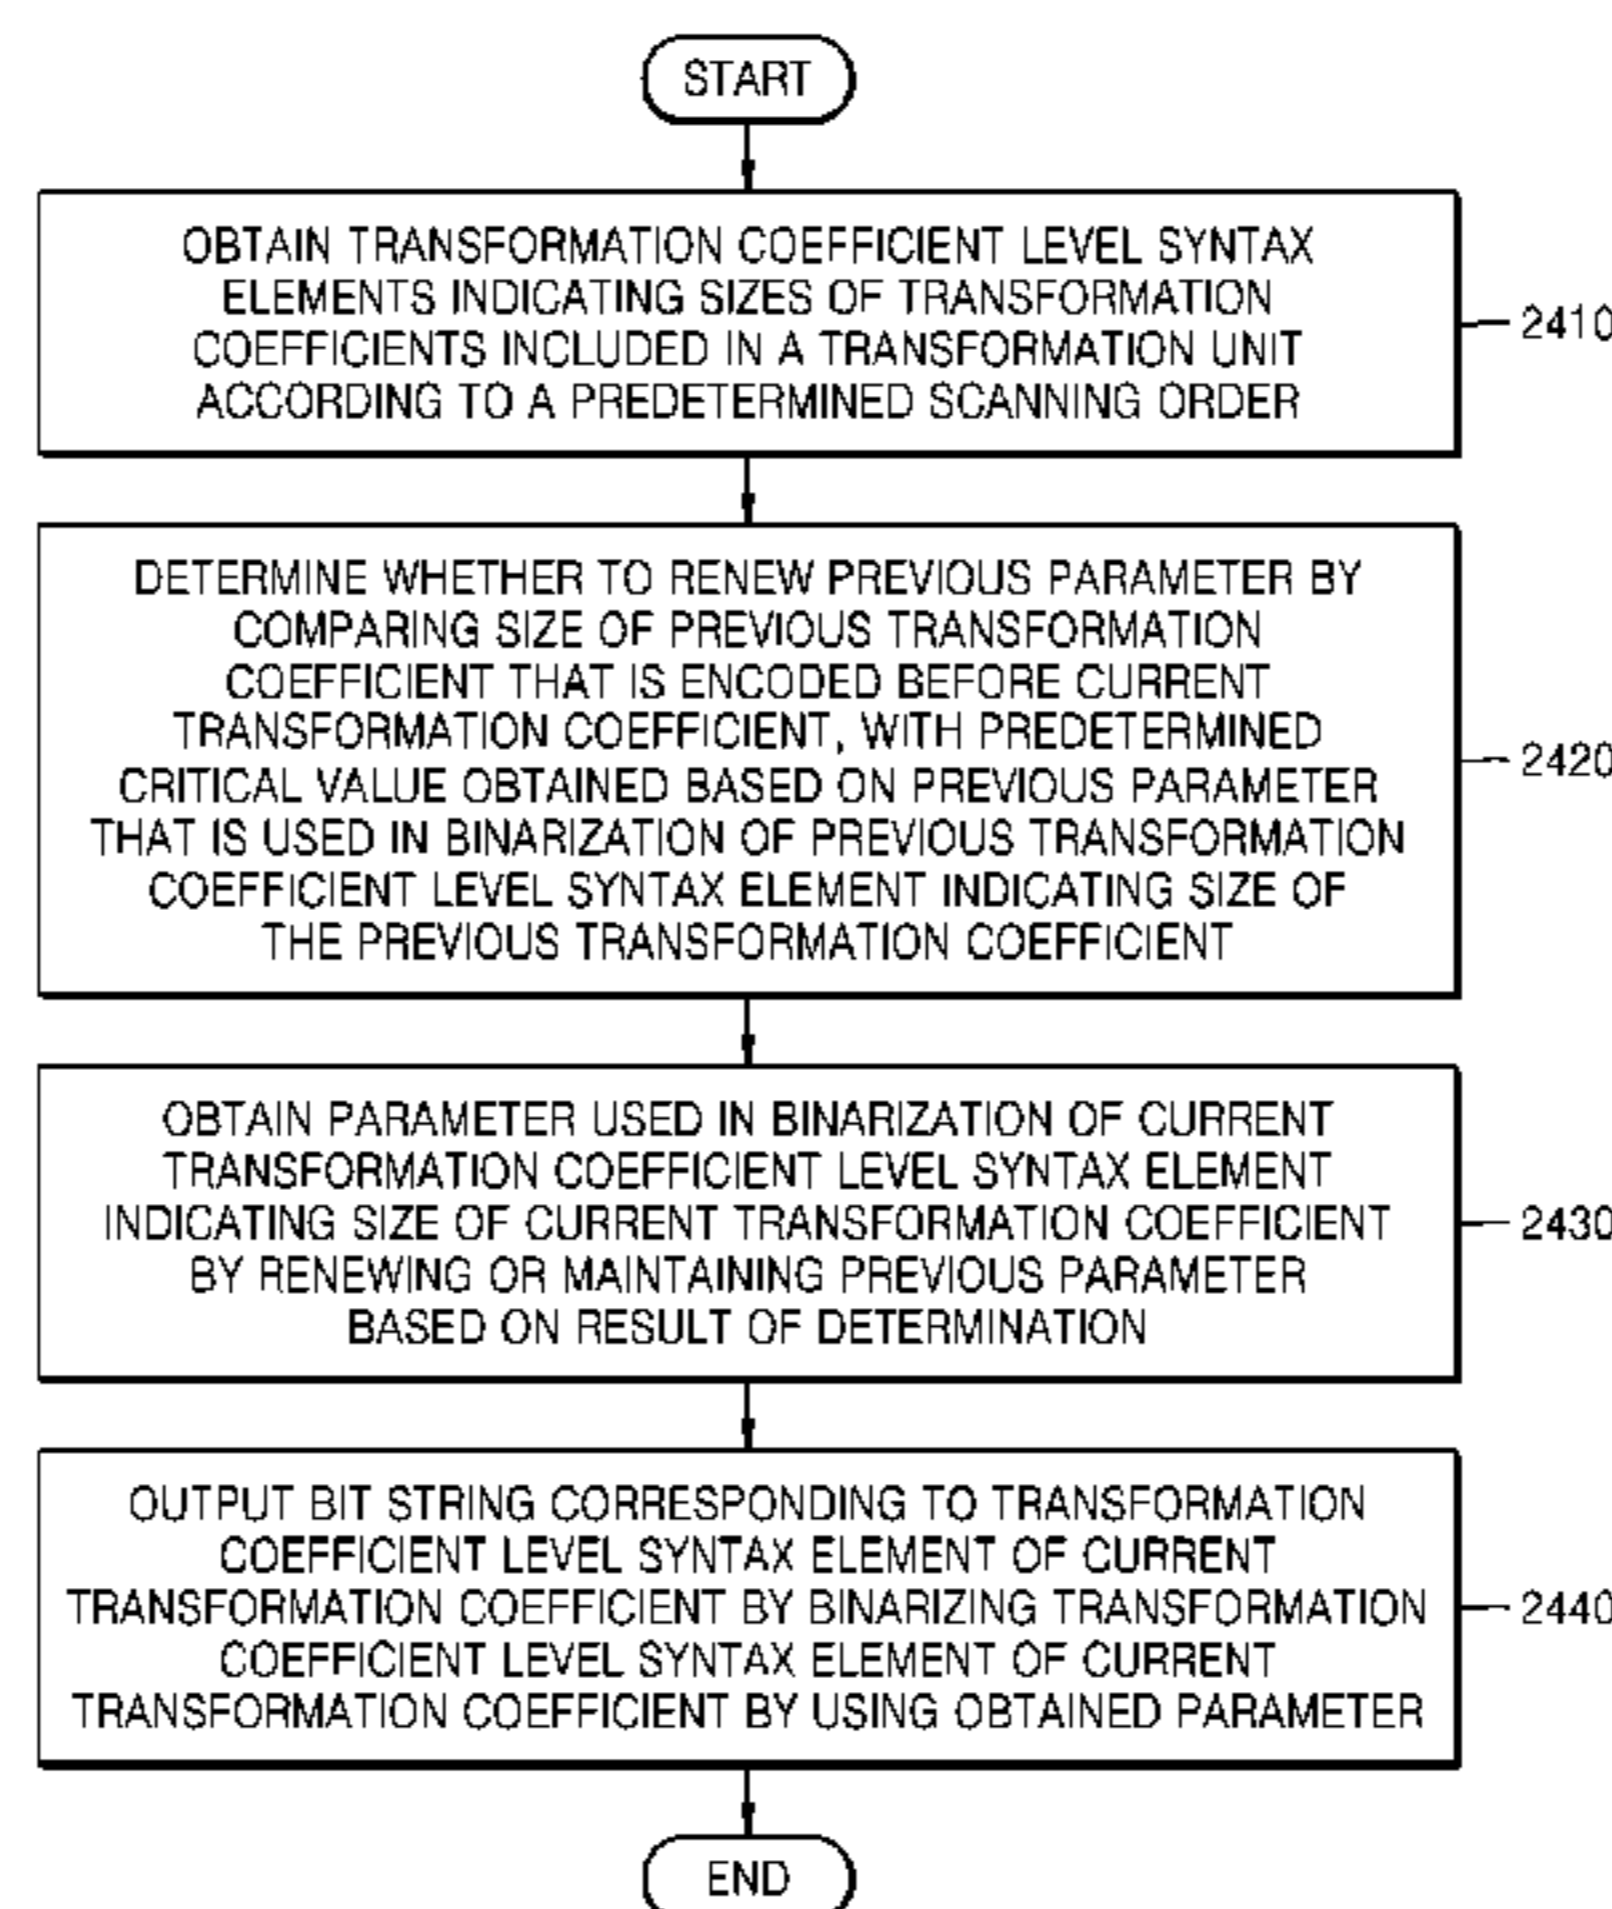 START
OBTAIN TRANSFORMATION COEFFICIENT LEVEL SYNTAX
ELEMENTS INDICATING SIZES OF TRANSFORMATION
COEFFICIENTS INCLUDED IN A TRANSFORMATION UNIT
ACCORDING TO A PREDETERMINED SCANNING ORDER
2410
DETERMINE WHETHER TO RENEW PREVIOUS PARAMETER BY
COMPARING SIZE OF PREVIOUS TRANSFORMATION
COEFFICIENT THAT IS ENCODED BEFORE CURRENT
TRANSFORMATION COEFFICIENT, WITH PREDETERMINED
CRITICAL VALUE OBTAINED BASED ON PREVIOUS PARAMETER
THAT IS USED IN BINARIZATION OF PREVIOUS TRANSFORMATION
COEFFICIENT LEVEL SYNTAX ELEMENT INDICATING SIZE OF
THE PREVIOUS TRANSFORMATION COEFFICIENT
2420
OBTAIN PARAMETER USED IN BINARIZATION OF CURRENT
TRANSFORMATION COEFFICIENT LEVEL SYNTAX ELEMENT
INDICATING SIZE OF CURRENT TRANSFORMATION COEFFICIENT
BY RENEWING OR MAINTAINING PREVIOUS PARAMETER
BASED ON RESULT OF DETERMINATION
2430
OUTPUT BIT STRING CORRESPONDING TO TRANSFORMATION
COEFFICIENT LEVEL SYNTAX ELEMENT OF CURRENT
TRANSFORMATION COEFFICIENT BY BINARIZING TRANSFORMATION
COEFFICIENT LEVEL SYNTAX ELEMENT OF CURRENT
TRANSFORMATION COEFFICIENT BY USING OBTAINED PARAMETER
2440
END